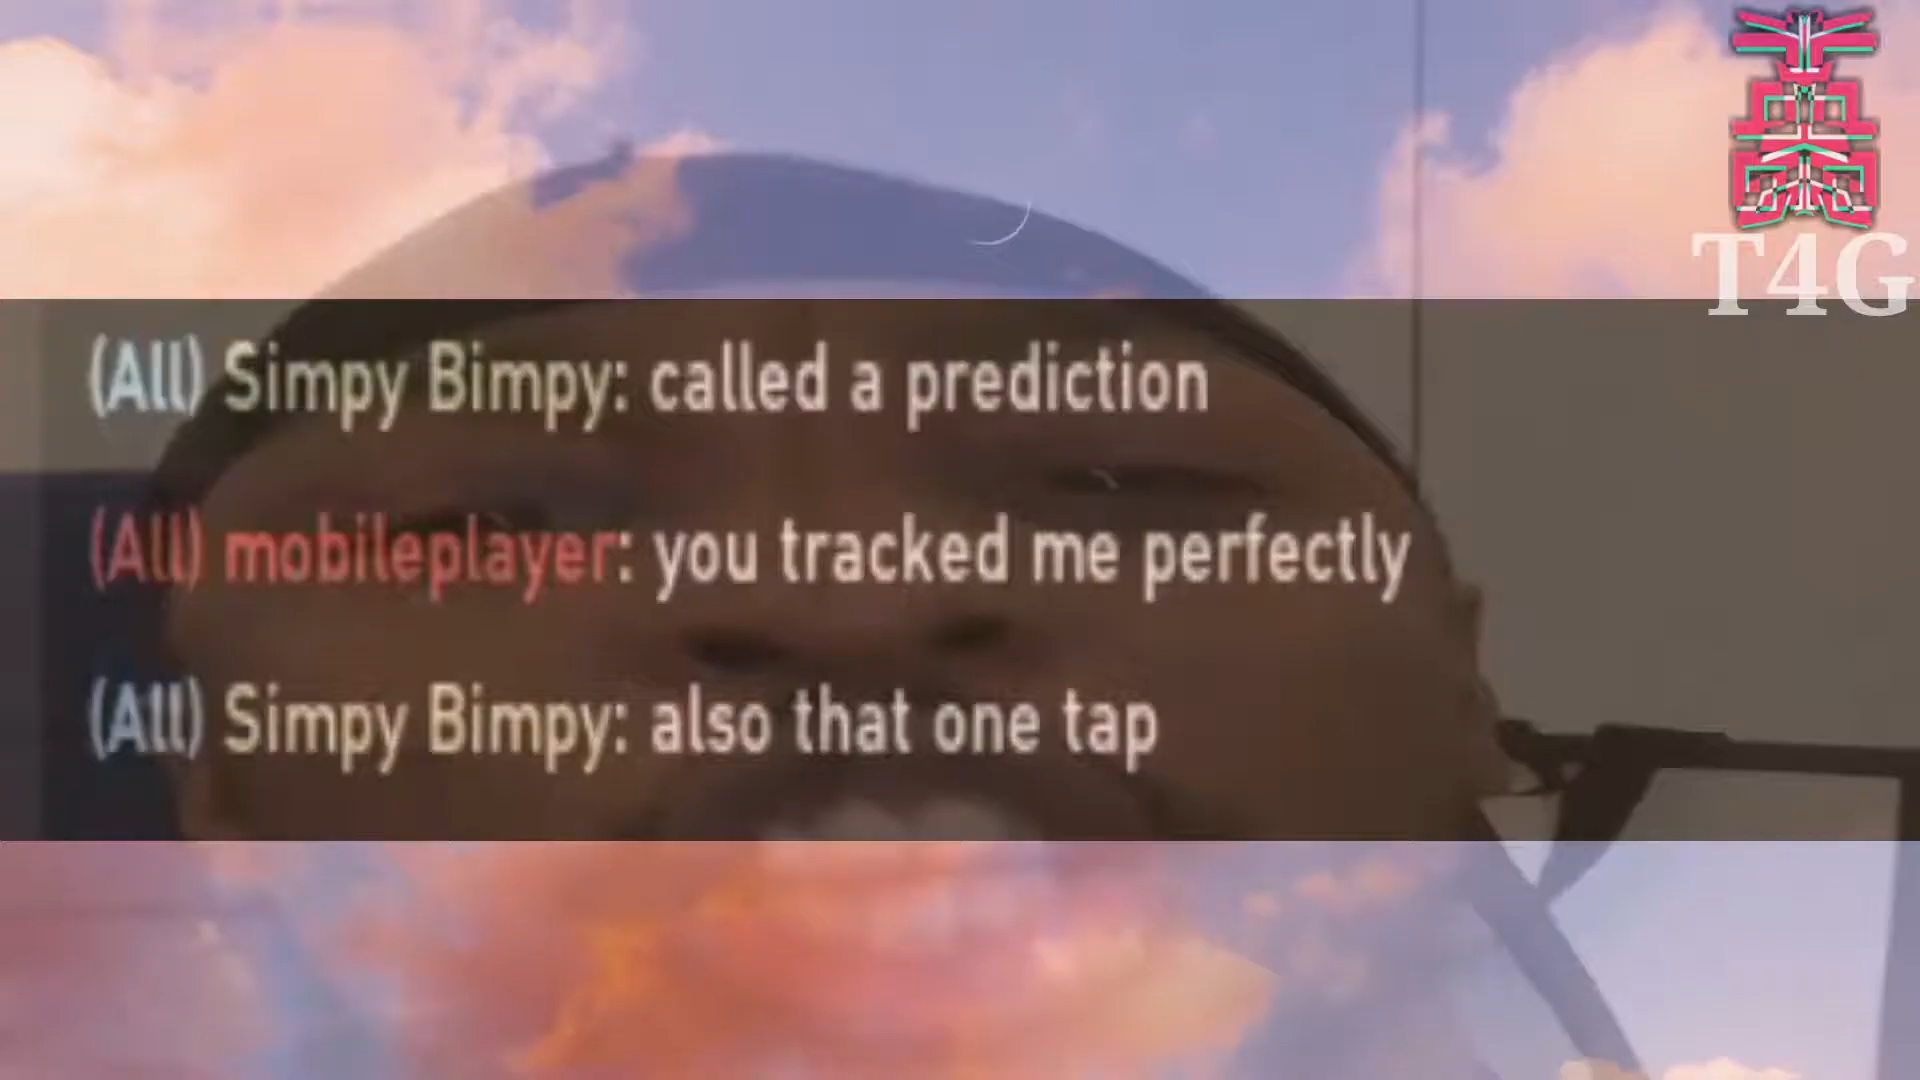 T4G
(All) Simpy Bimpy: called a prediction
(All) mobileplayer: you tracked me perfectly
(All) Simpy Bimpy: also that one tap